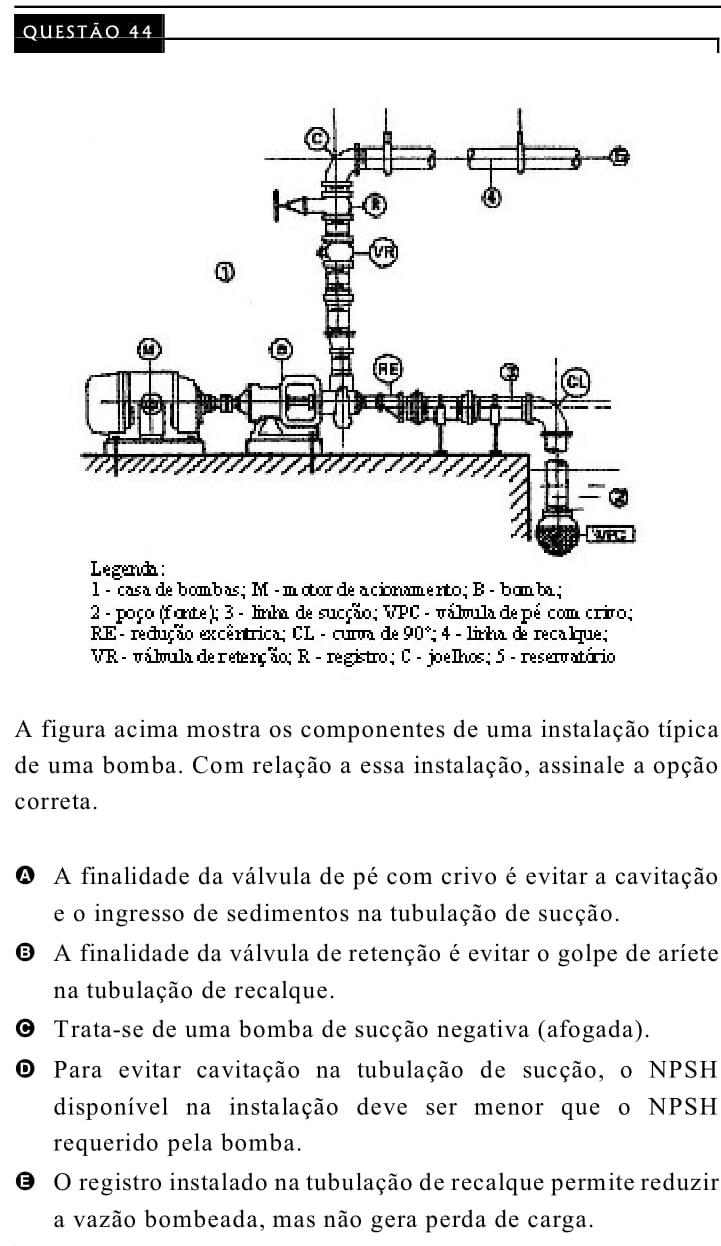 QUESTÃO 44
C
5
4
R
VR
1
M
B
RE
3
CL
2
VPC
Legenda:
1 - casa de bombas; M - motor de acionamento; B - bomba;
2 - poço (fonte); 3 - linha de sucção; VPC - válvula de pé com crivo;
RE - redução excêntrica; CL - curva de 90°; 4 - linha de recalque;
VR - válvula de retenção; R - registro; C - joelhos; 5 - reservatório
A figura acima mostra os componentes de uma instalação típica
de uma bomba. Com relação a essa instalação, assinale a opção
correta.
A A finalidade da válvula de pé com crivo é evitar a cavitação
e o ingresso de sedimentos na tubulação de sucção.
B A finalidade da válvula de retenção é evitar o golpe de aríete
na tubulação de recalque.
C Trata-se de uma bomba de sucção negativa (afogada).
D Para evitar cavitação na tubulação de sucção, o NPSH
disponível na instalação deve ser menor que o NPSH
requerido pela bomba.
E O registro instalado na tubulação de recalque permite reduzir
a vazão bombeada, mas não gera perda de carga.